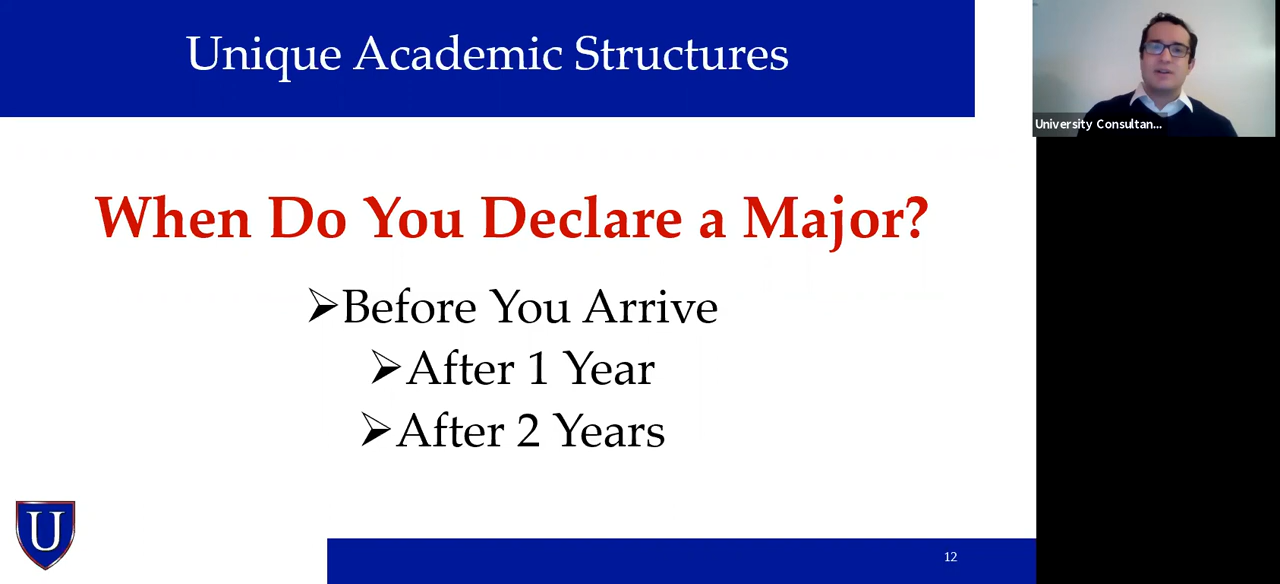 Unique Academic Structures
University Consultan...
When Do You Declare a Major?
➢Before You Arrive
➢After 1 Year
➢After 2 Years
U
12